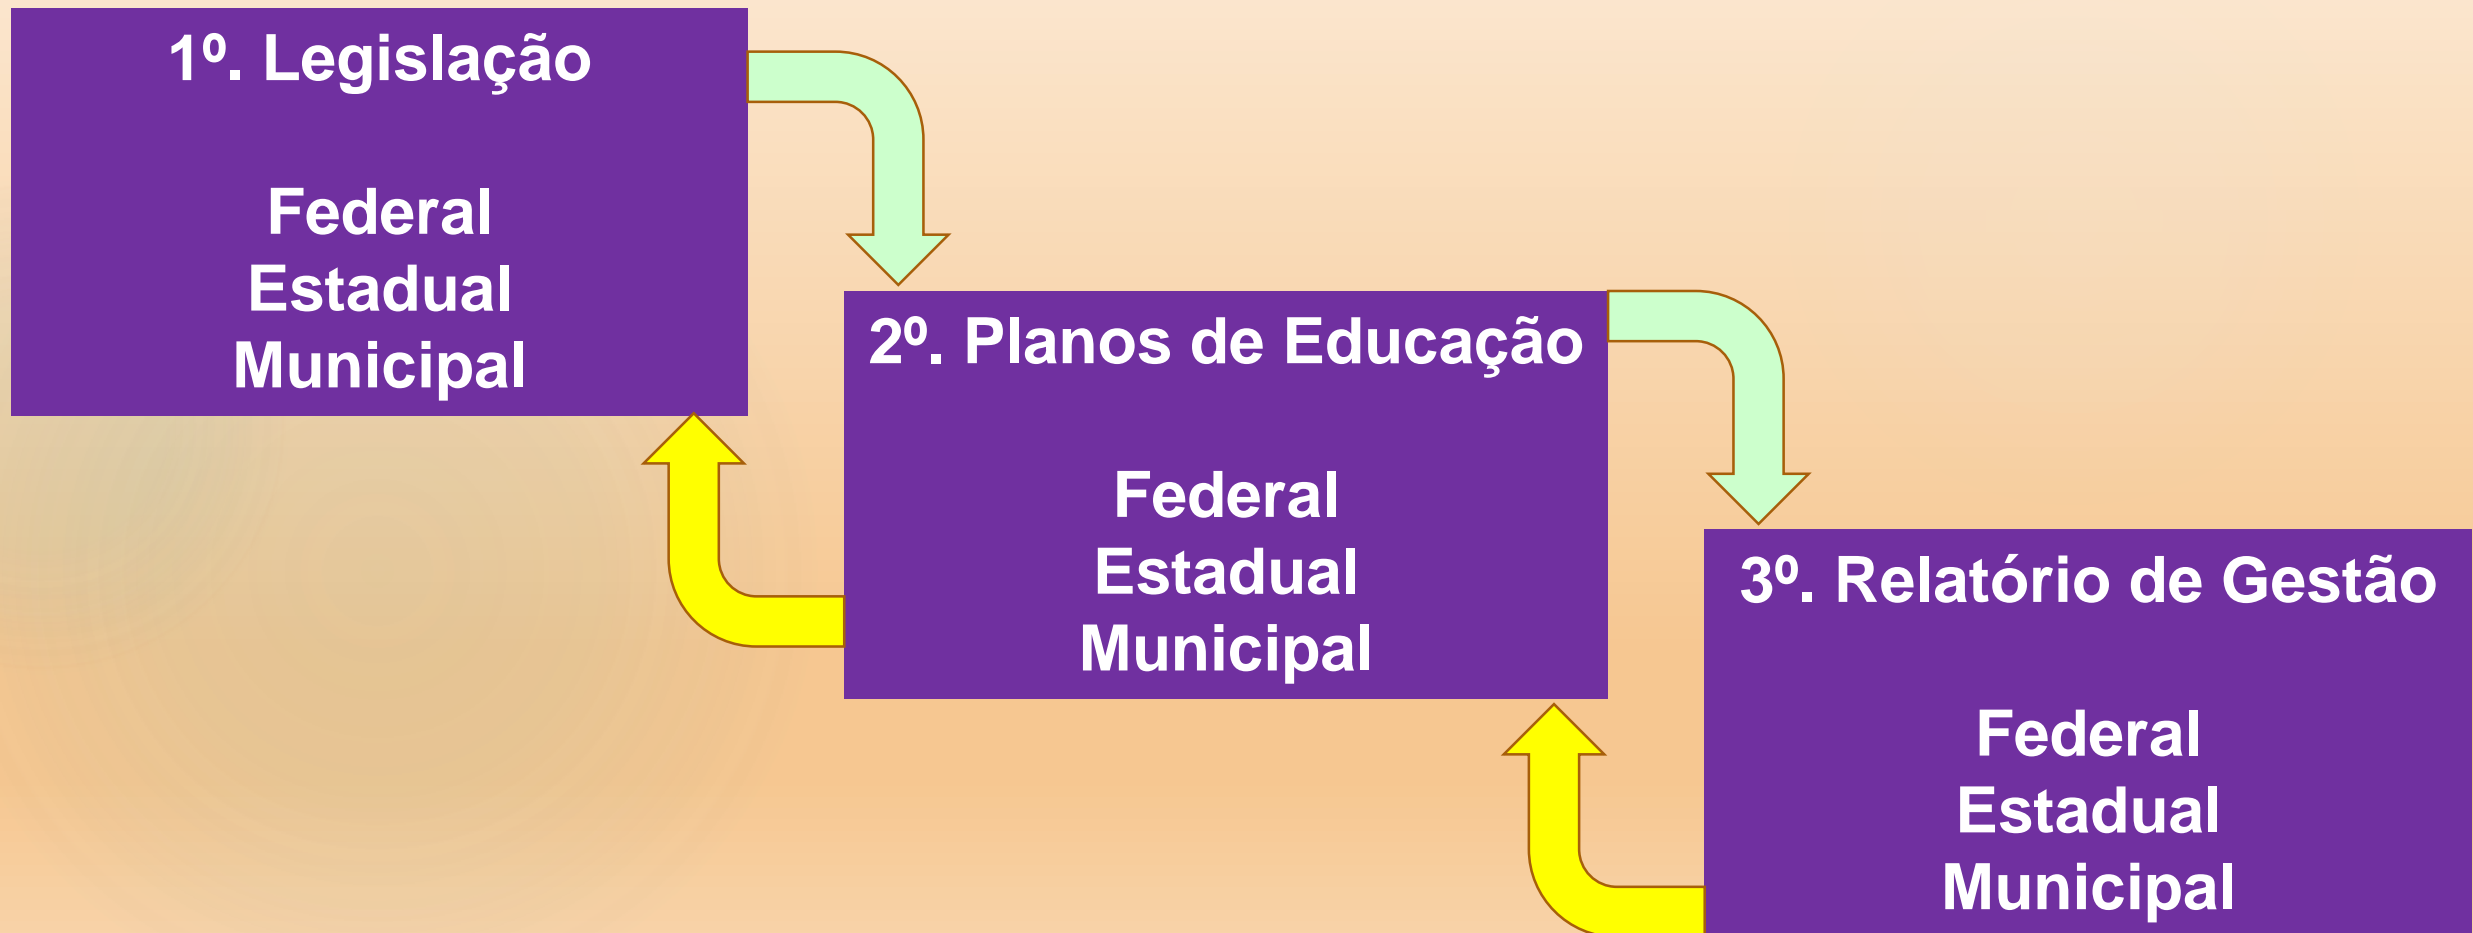 1º. Legislação
Federal
Estadual
Municipal
2º. Planos de Educação
Federal
Estadual
Municipal
3º. Relatório de Gestão
Federal
Estadual
Municipal